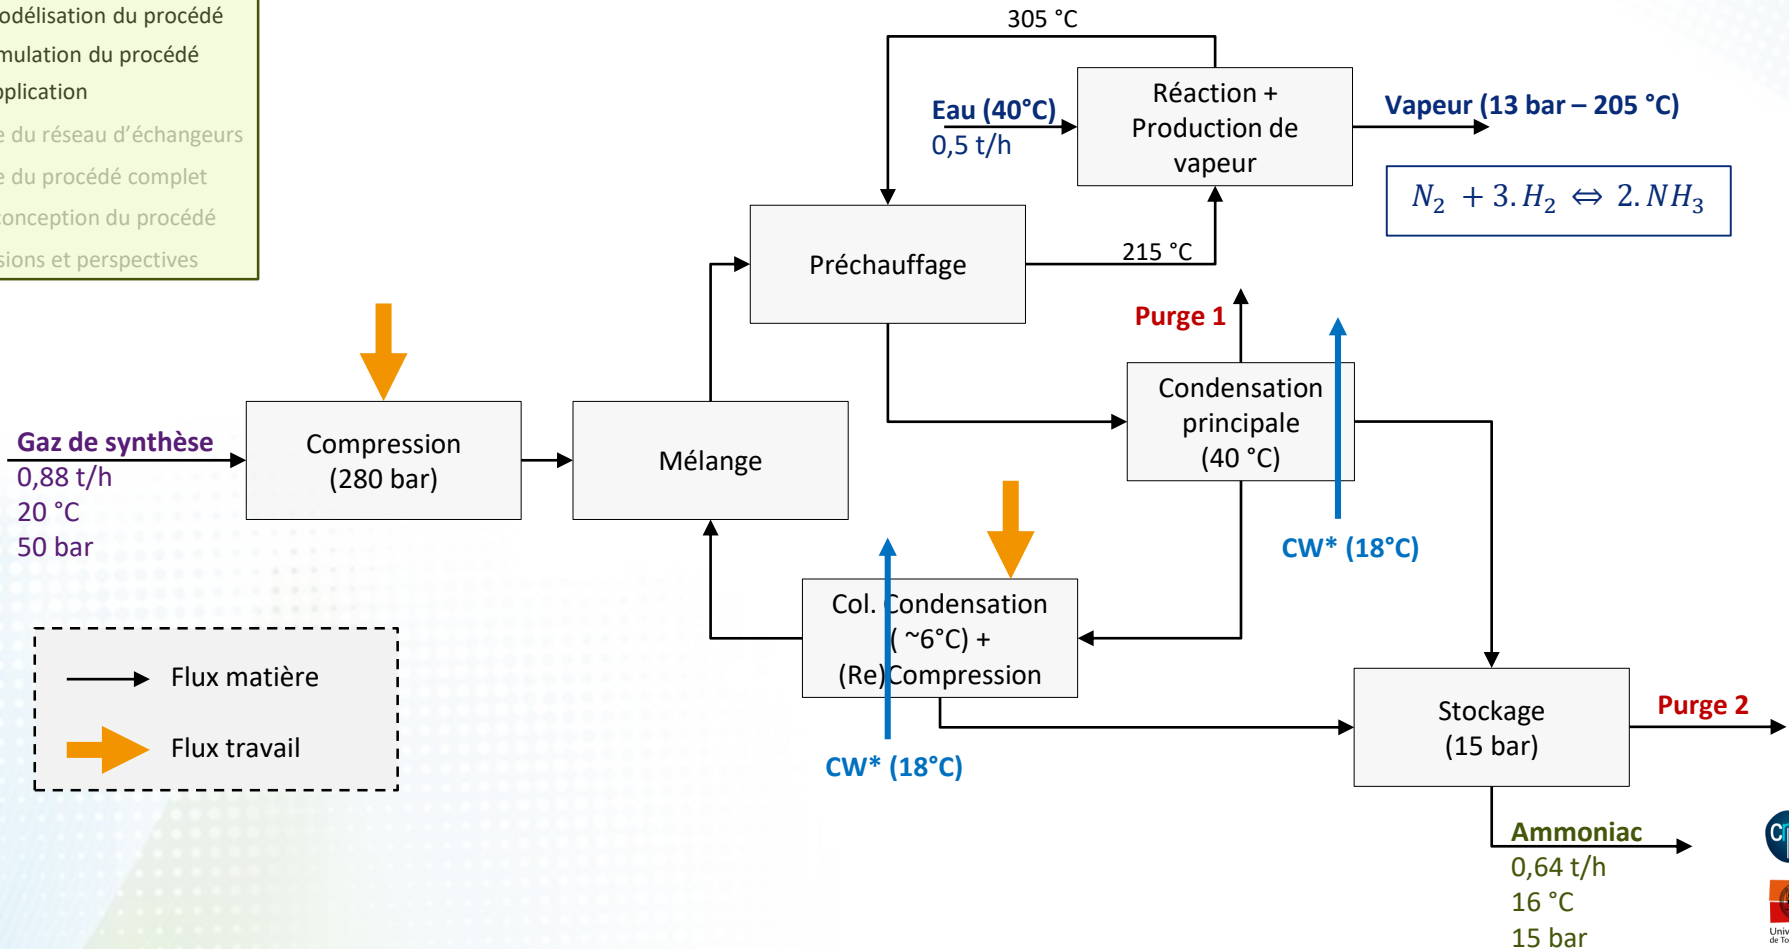 odélisation du procédé
mulation du procédé
plication
e du réseau d'échangeurs
e du procédé complet
conception du procédé
sions et perspectives
305 °C
Eau (40°C)
0,5 t/h
Réaction +
Production de
vapeur
Vapeur (13 bar – 205 °C)
N₂ + 3.H₂ ⇔ 2.NH₃
Préchauffage
215 °C
Purge 1
Condensation
principale
(40 °C)
CW* (18°C)
Gaz de synthèse
0,88 t/h
20 °C
50 bar
Compression
(280 bar)
Mélange
Col. Condensation
( ~6°C) +
(Re)Compression
CW* (18°C)
Flux matière
Flux travail
Stockage
(15 bar)
Purge 2
Ammoniac
0,64 t/h
16 °C
15 bar
Univ
de To